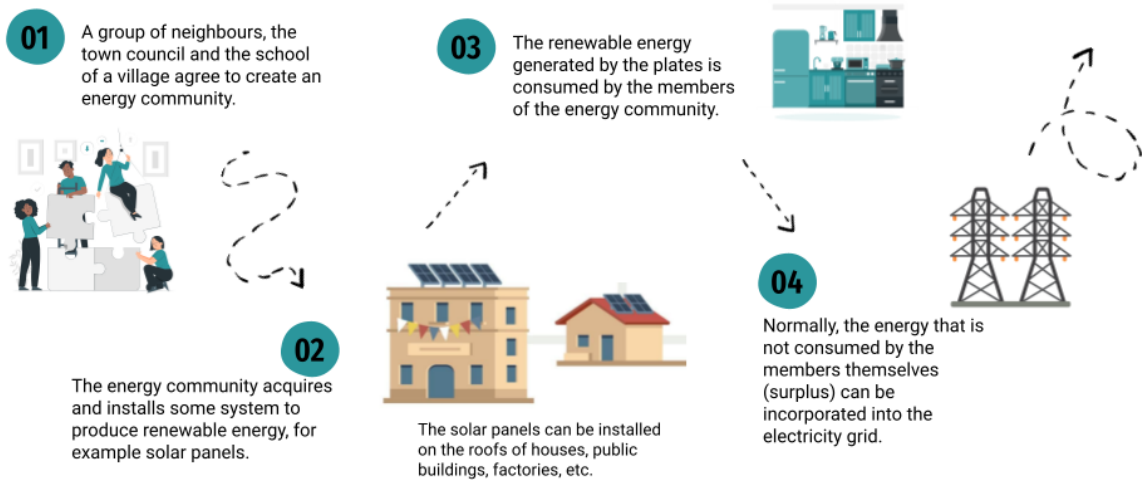 01
A group of neighbours, the
town council and the school
of a village agree to create an
energy community.
02
The energy community acquires
and installs some system to
produce renewable energy, for
example solar panels.
The solar panels can be installed
on the roofs of houses, public
buildings, factories, etc.
03
The renewable energy
generated by the plates is
consumed by the members
of the energy community.
04
Normally, the energy that is
not consumed by the
members themselves
(surplus) can be
incorporated into the
electricity grid.